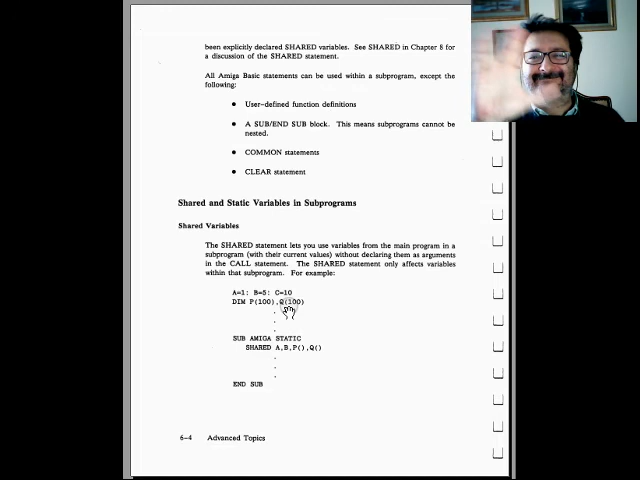 been explicitly declared SHARED variables. See SHARED in Chapter 8 for
a discussion of the SHARED statement.
All Amiga Basic statements can be used within a subprogram, except the
following:
• User-defined function definitions
• A SUB/END SUB block. This means subprograms cannot be
nested.
• COMMON statements
• CLEAR statement
Shared and Static Variables in Subprograms
Shared Variables
The SHARED statement lets you use variables from the main program in a
subprogram (with their current values) without declaring them as arguments
in the CALL statement. The SHARED statement only affects variables
within that subprogram. For example:
A=1: B=5: C=10
DIM P(100),Q(100)
.
.
.
SUB AMIGA STATIC
SHARED A,B,P(),Q()
.
.
.
END SUB
6-4 Advanced Topics